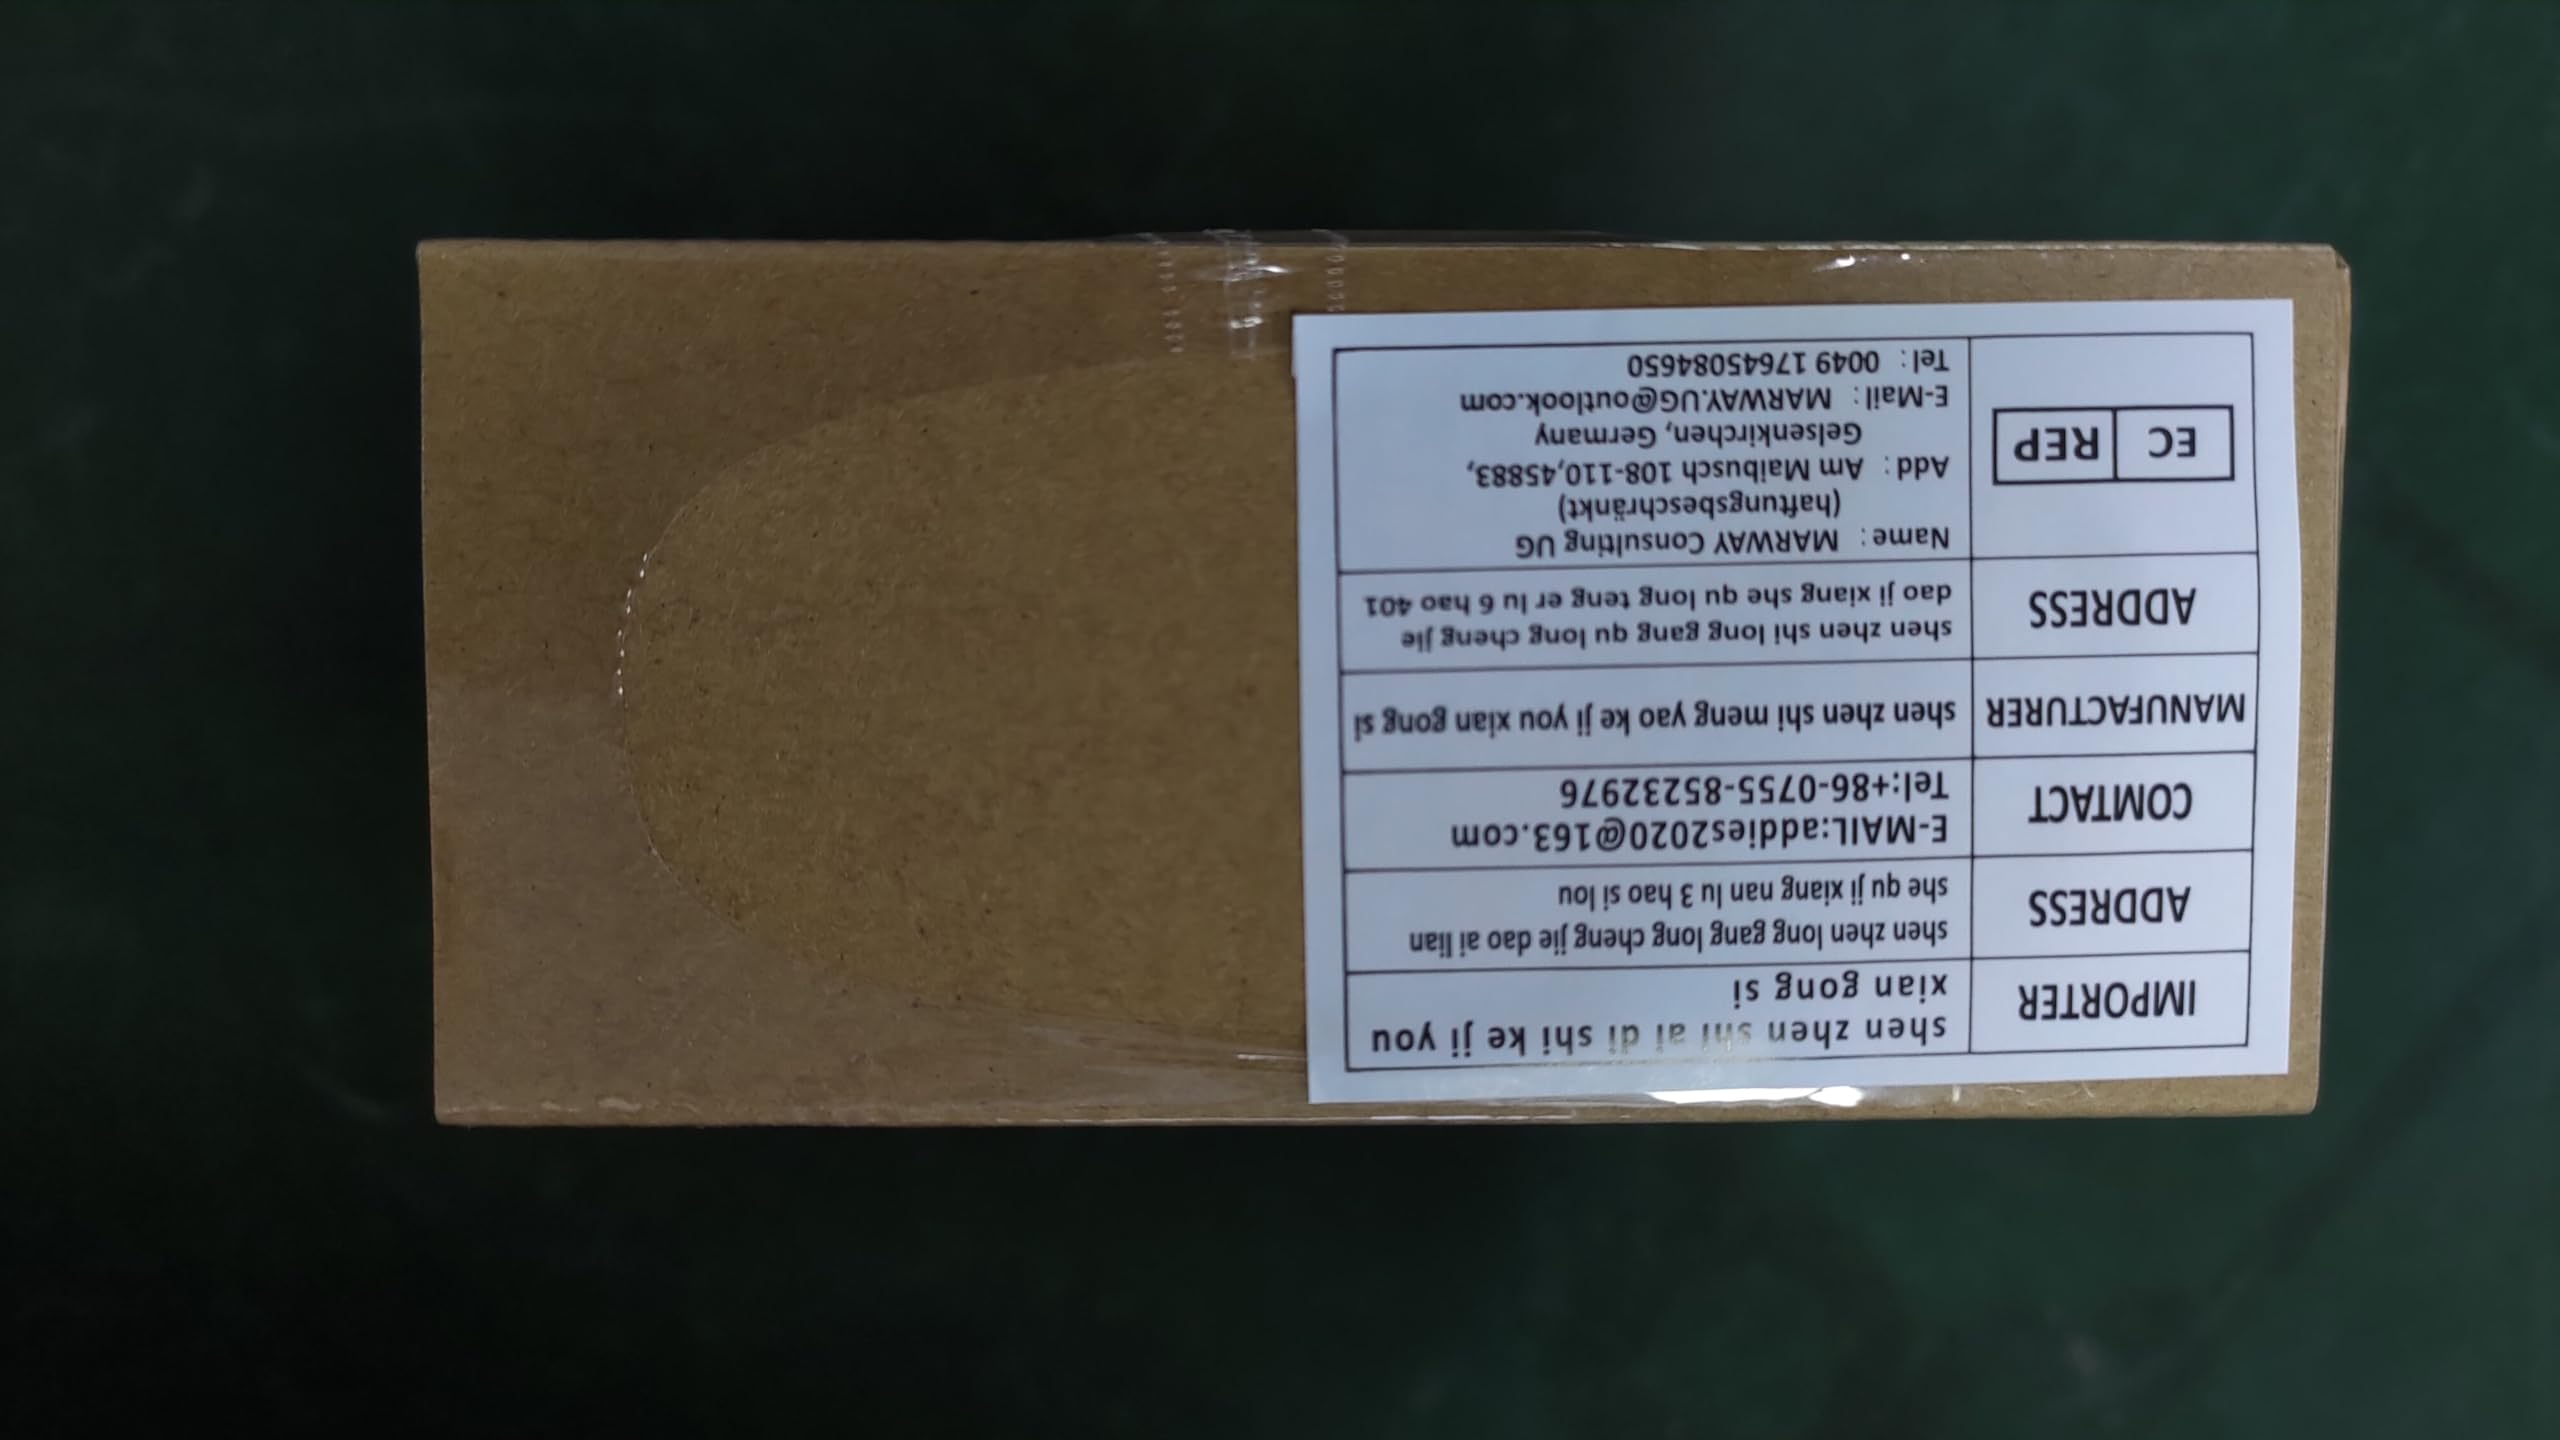 IMPORTER
shen zhen shi ai di shi ke ji you
xian gong si
ADDRESS
shen zhen long gang long cheng jie dao ai lian
she qu ji xiang nan lu 3 hao si lou
COMTACT
E-MAIL:addies2020@163.com
Tel:+86-0755-85232976
MANUFACTURER
shen zhen shi meng yao ke ji you xian gong si
ADDRESS
shen zhen shi long gang qu long cheng jie
dao ji xiang she qu long teng er lu 6 hao 401
EC REP
Name: MARWAY Consulting UG
(haftungsbeschränkt)
Add: Am Maibusch 108-110,45883,
Gelsenkirchen, Germany
E-Mail: MARWAY.UG@outlook.com
Tel: 0049 17645084650